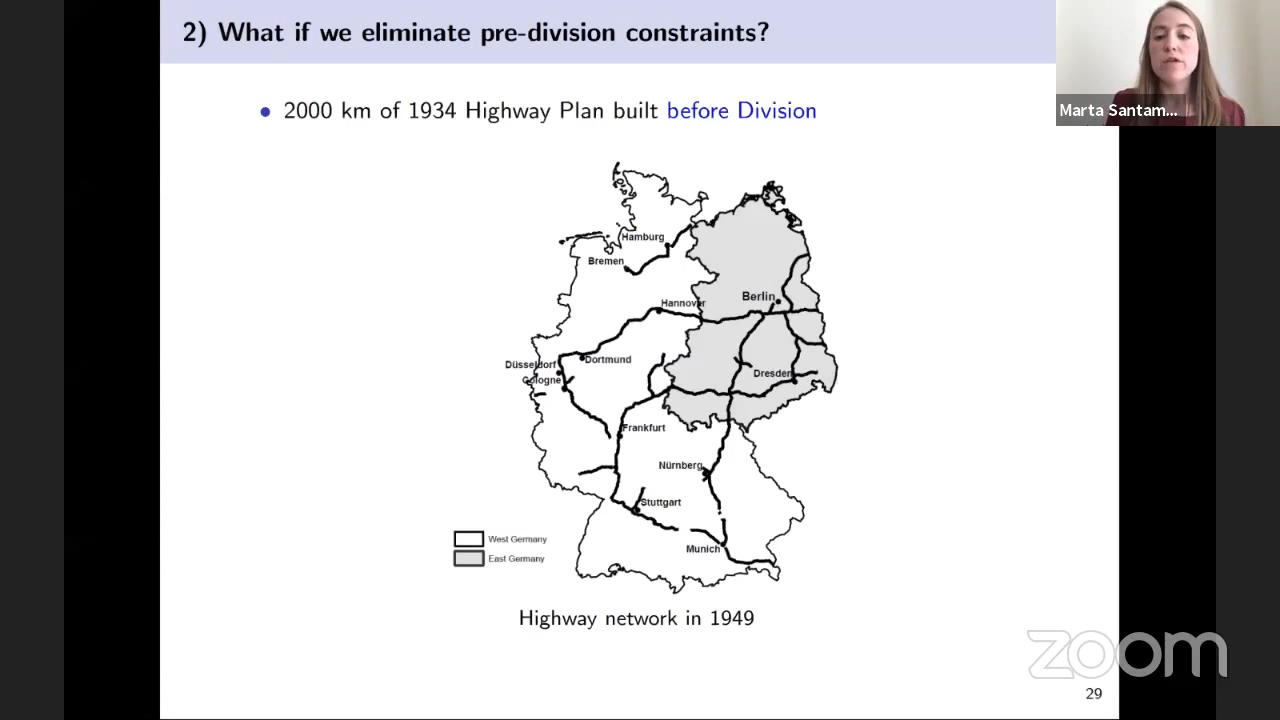 2) What if we eliminate pre-division constraints?
Marta Santam...
• 2000 km of 1934 Highway Plan built before Division
Hamburg
Bremen
Berlin
Hannover
Düsseldorf
Dortmund
Cologne
Dresden
Frankfurt
Nürnberg
Stuttgart
Munich
West Germany
East Germany
Highway network in 1949
zoom
29